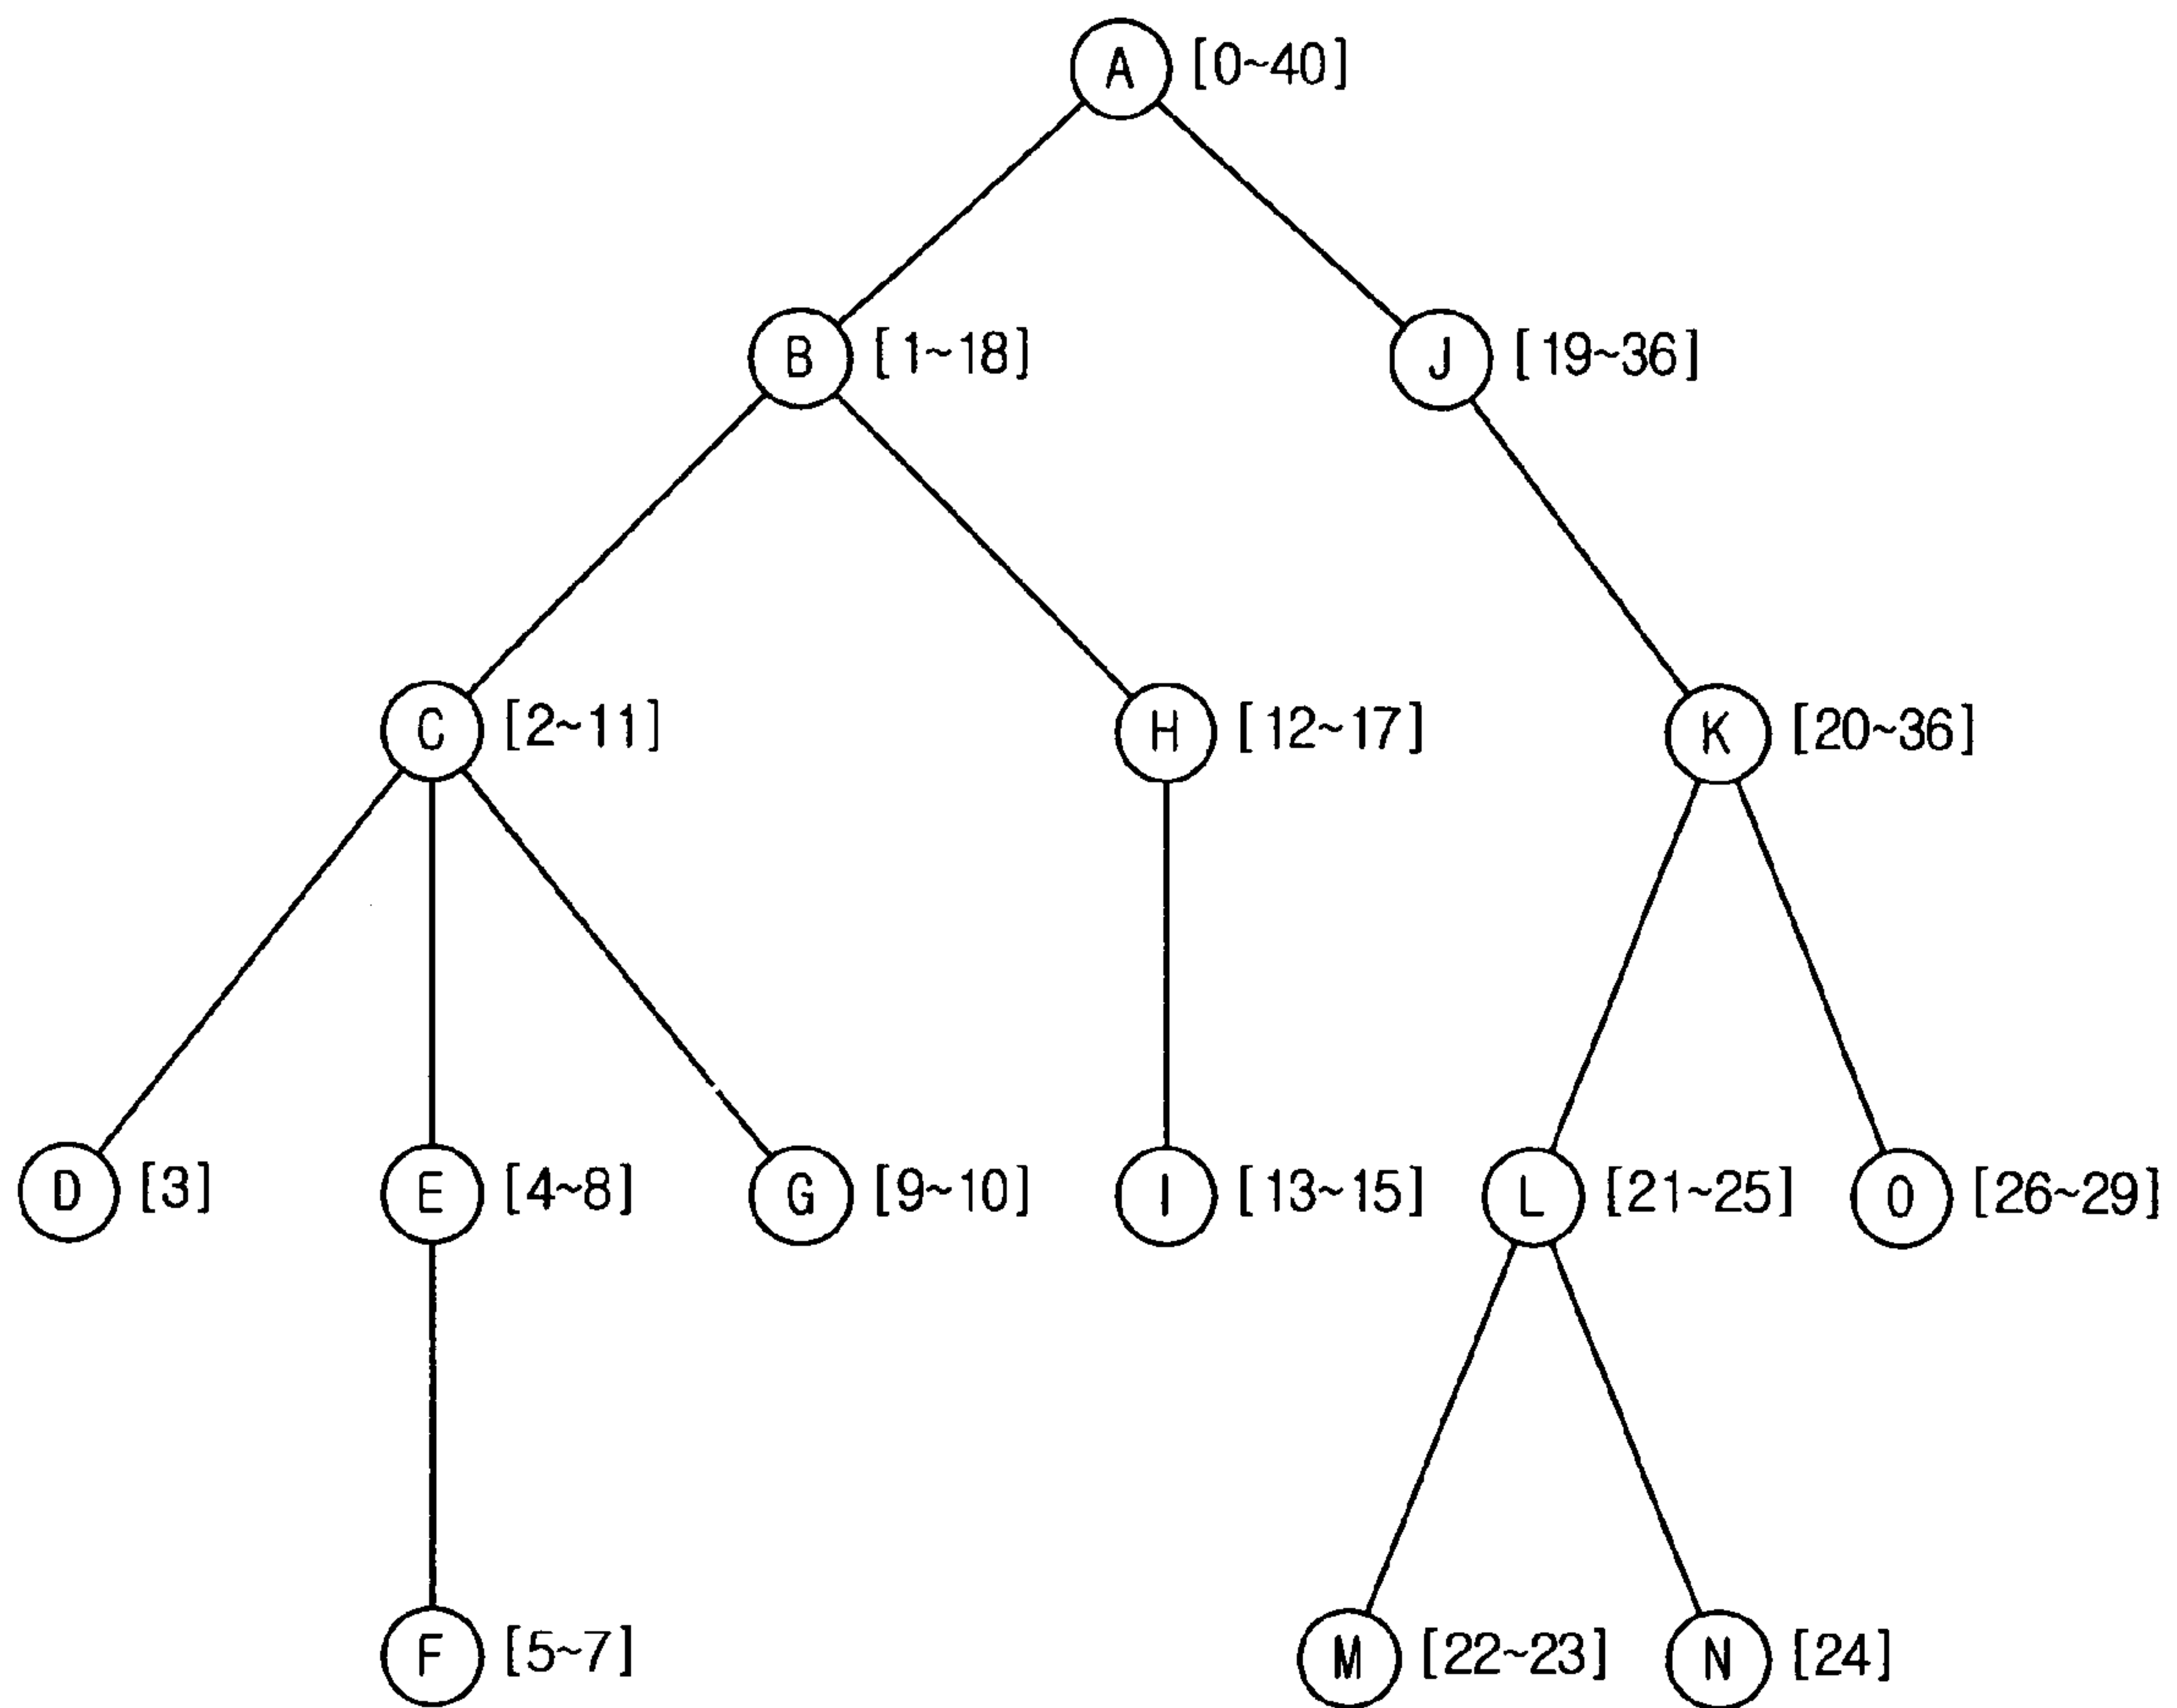 A [0~40]
B [1~18] J [19~36]
C [2~11] H [12~17] K [20~36]
D [3] E [4~8] G [9~10] I [13~15] L [21~25] O [26~29]
F [5~7] M [22~23] N [24]